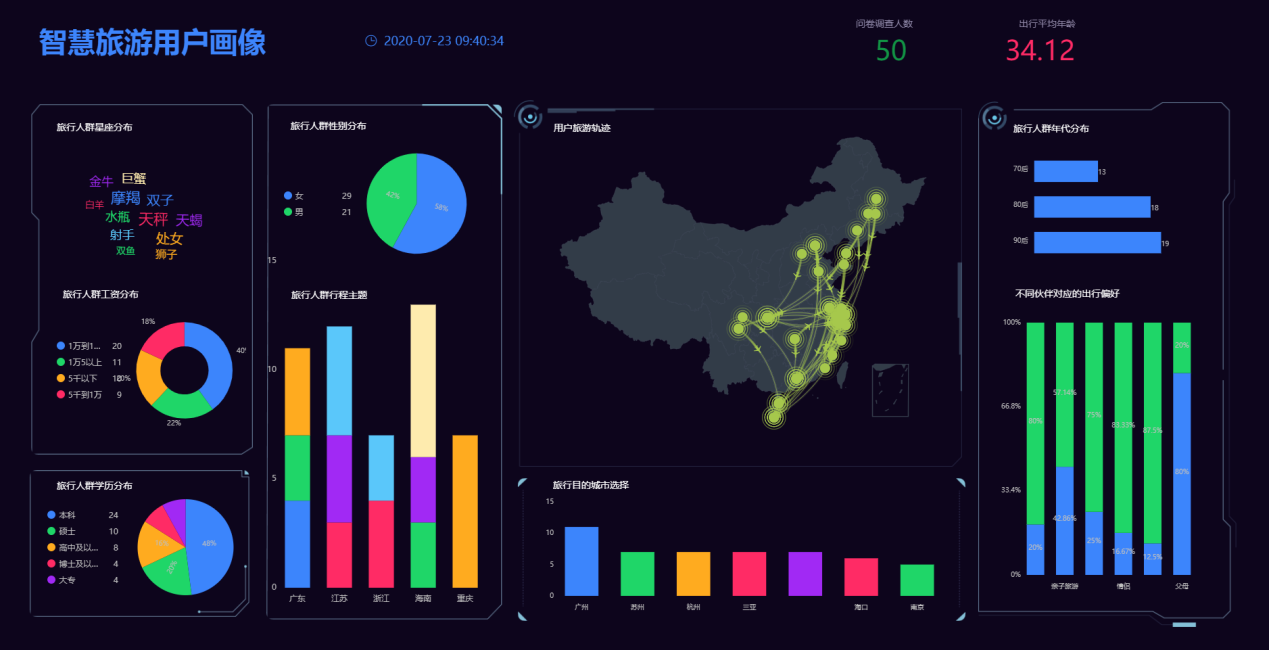 智慧旅游用户画像
2020-07-23 09:40:34
问卷调查人数
50
出行平均年龄
34.12
旅行人群星座分布
金牛 巨蟹
白羊 摩羯 双子
水瓶 天秤 天蝎
射手 处女
双鱼 狮子
旅行人群工资分布
1万到1... 20
1万5以上 11
5千以下 10
5千到1万 9
18%
40%
20%
22%
旅行人群学历分布
本科 24
硕士 10
高中及以... 8
博士及以... 4
大专 4
48%
20%
旅行人群性别分布
女 29
男 21
42%
58%
旅行人群行程主题
15
10
5
0
广东 江苏 浙江 海南 重庆
用户旅游轨迹
旅行目的城市选择
15
10
5
0
广州 苏州 杭州 三亚 海口 南京
旅行人群年代分布
70后 13
80后 18
90后 19
不同伙伴对应的出行偏好
100%
66.8%
33.4%
0%
80% 57.14% 75% 83.33% 87.5% 20%
20% 42.86% 25% 16.67% 12.5% 80%
亲子旅游 情侣 父母